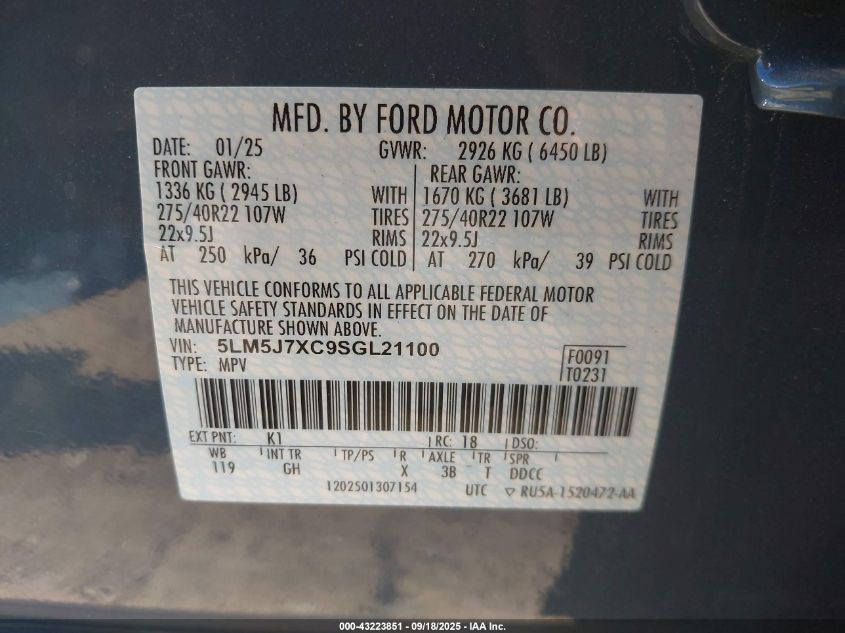 MFD. BY FORD MOTOR CO.
DATE: 01/25 GVWR: 2926 KG ( 6450 LB)
FRONT GAWR: REAR GAWR:
1336 KG ( 2945 LB) WITH 1670 KG ( 3681 LB) WITH
275/40R22 107W TIRES 275/40R22 107W TIRES
22x9.5J RIMS 22x9.5J RIMS
AT 250 kPa/ 36 PSI COLD AT 270 kPa/ 39 PSI COLD
THIS VEHICLE CONFORMS TO ALL APPLICABLE FEDERAL MOTOR
VEHICLE SAFETY STANDARDS IN EFFECT ON THE DATE OF
MANUFACTURE SHOWN ABOVE.
VIN: 5LM5J7XC9SGL21100 F0091
TYPE: MPV T0231
EXT PNT: K1 RC: 18 DSO:
WB INT TR TP/PS R AXLE TR SPR
119 GH X 3B T DDCC
1202501307154 UTC ▽ RU5A-1520472-AA
000-43223851 - 09/18/2025 - IAA Inc.